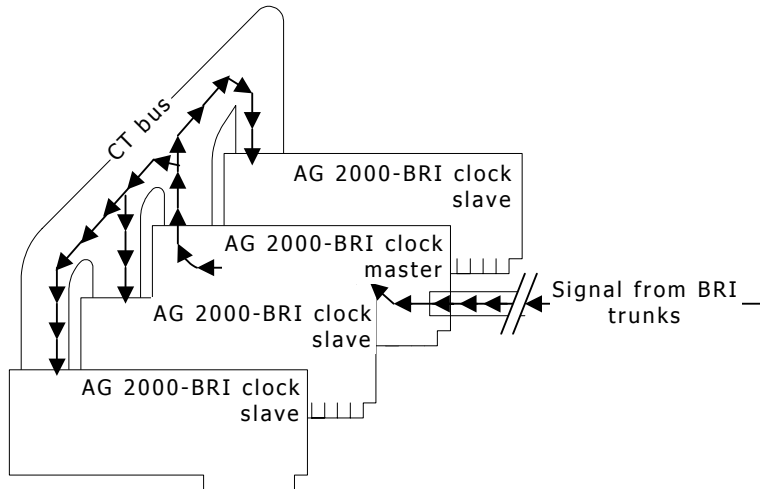 CT bus
AG 2000-BRI clock
slave
AG 2000-BRI clock
master
Signal from BRI
trunks
AG 2000-BRI clock
slave
AG 2000-BRI clock
slave